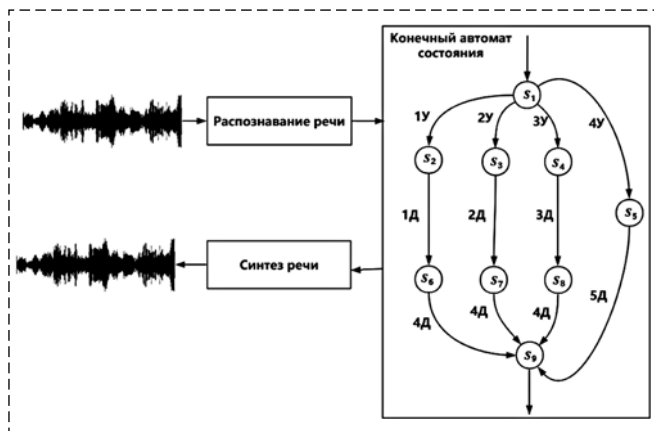 Конечный автомат
состояния
S₁
1У
2У
3У
4У
Распознавание речи
S₂
S₃
S₄
S₅
1Д
2Д
3Д
Синтез речи
S₆
S₇
S₈
5Д
4Д
4Д
4Д
S₉